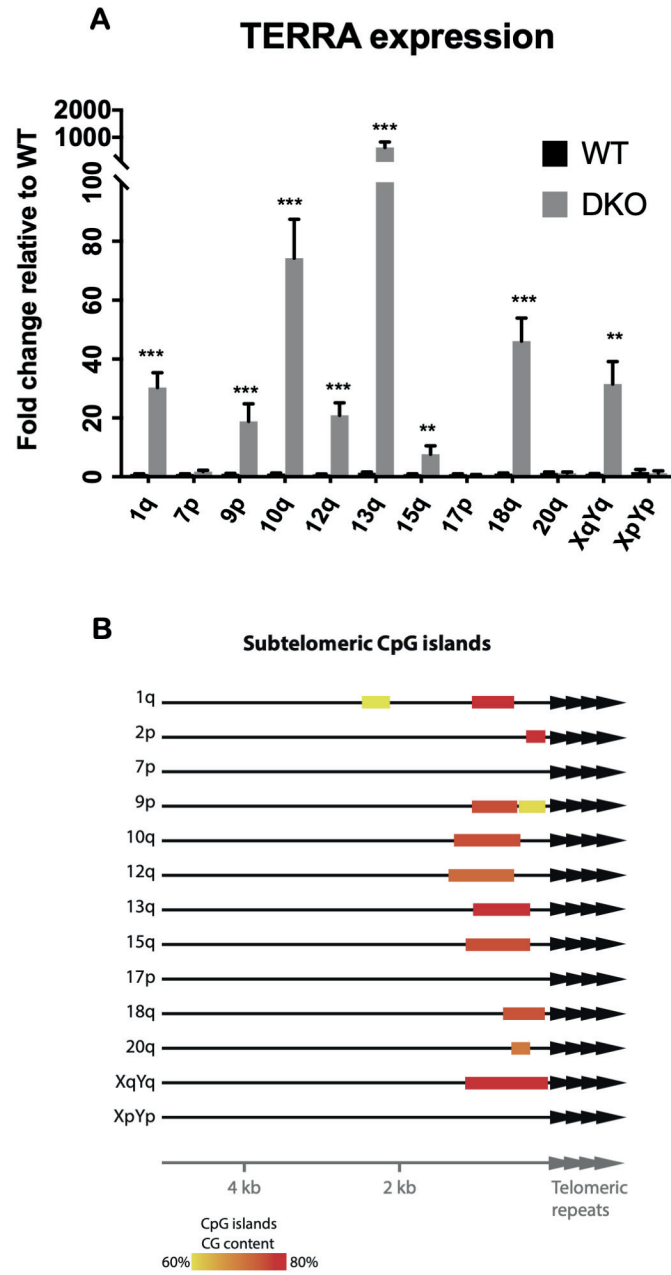 A
TERRA expression
Fold change relative to WT
2000
1000
100
80
60
40
20
0
***
***
***
***
***
**
***
**
WT
DKO
1q
7p
9p
10q
12q
13q
15q
17p
18q
20q
XqYq
XpYp
B
Subtelomeric CpG islands
1q
2p
7p
9p
10q
12q
13q
15q
17p
18q
20q
XqYq
XpYp
4 kb
2 kb
Telomeric
repeats
CpG islands
CG content
60%
80%